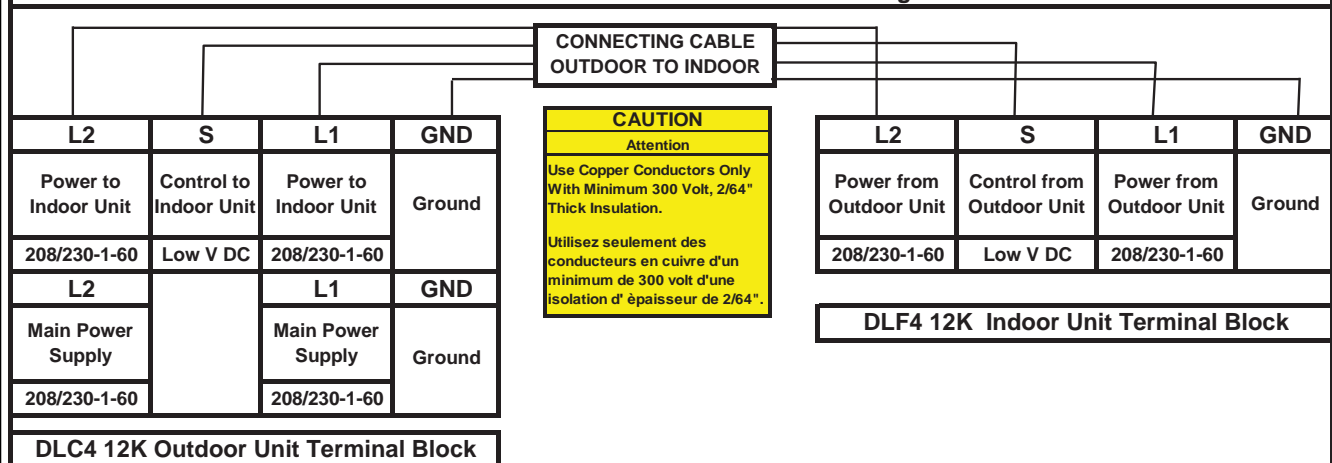 CONNECTING CABLE
OUTDOOR TO INDOOR
L2 S L1 GND
Power to
Indoor Unit
Control to
Indoor Unit
Power to
Indoor Unit
Ground
208/230-1-60 Low V DC 208/230-1-60
L2 L1 GND
Main Power
Supply
Main Power
Supply
Ground
208/230-1-60 208/230-1-60
DLC4 12K Outdoor Unit Terminal Block
CAUTION
Attention
Use Copper Conductors Only
With Minimum 300 Volt, 2/64"
Thick Insulation.
Utilisez seulement des
conducteurs en cuivre d'un
minimum de 300 volt d'une
isolation d' èpaisseur de 2/64".
L2 S L1 GND
Power from
Outdoor Unit
Control from
Outdoor Unit
Power from
Outdoor Unit
Ground
208/230-1-60 Low V DC 208/230-1-60
DLF4 12K Indoor Unit Terminal Block